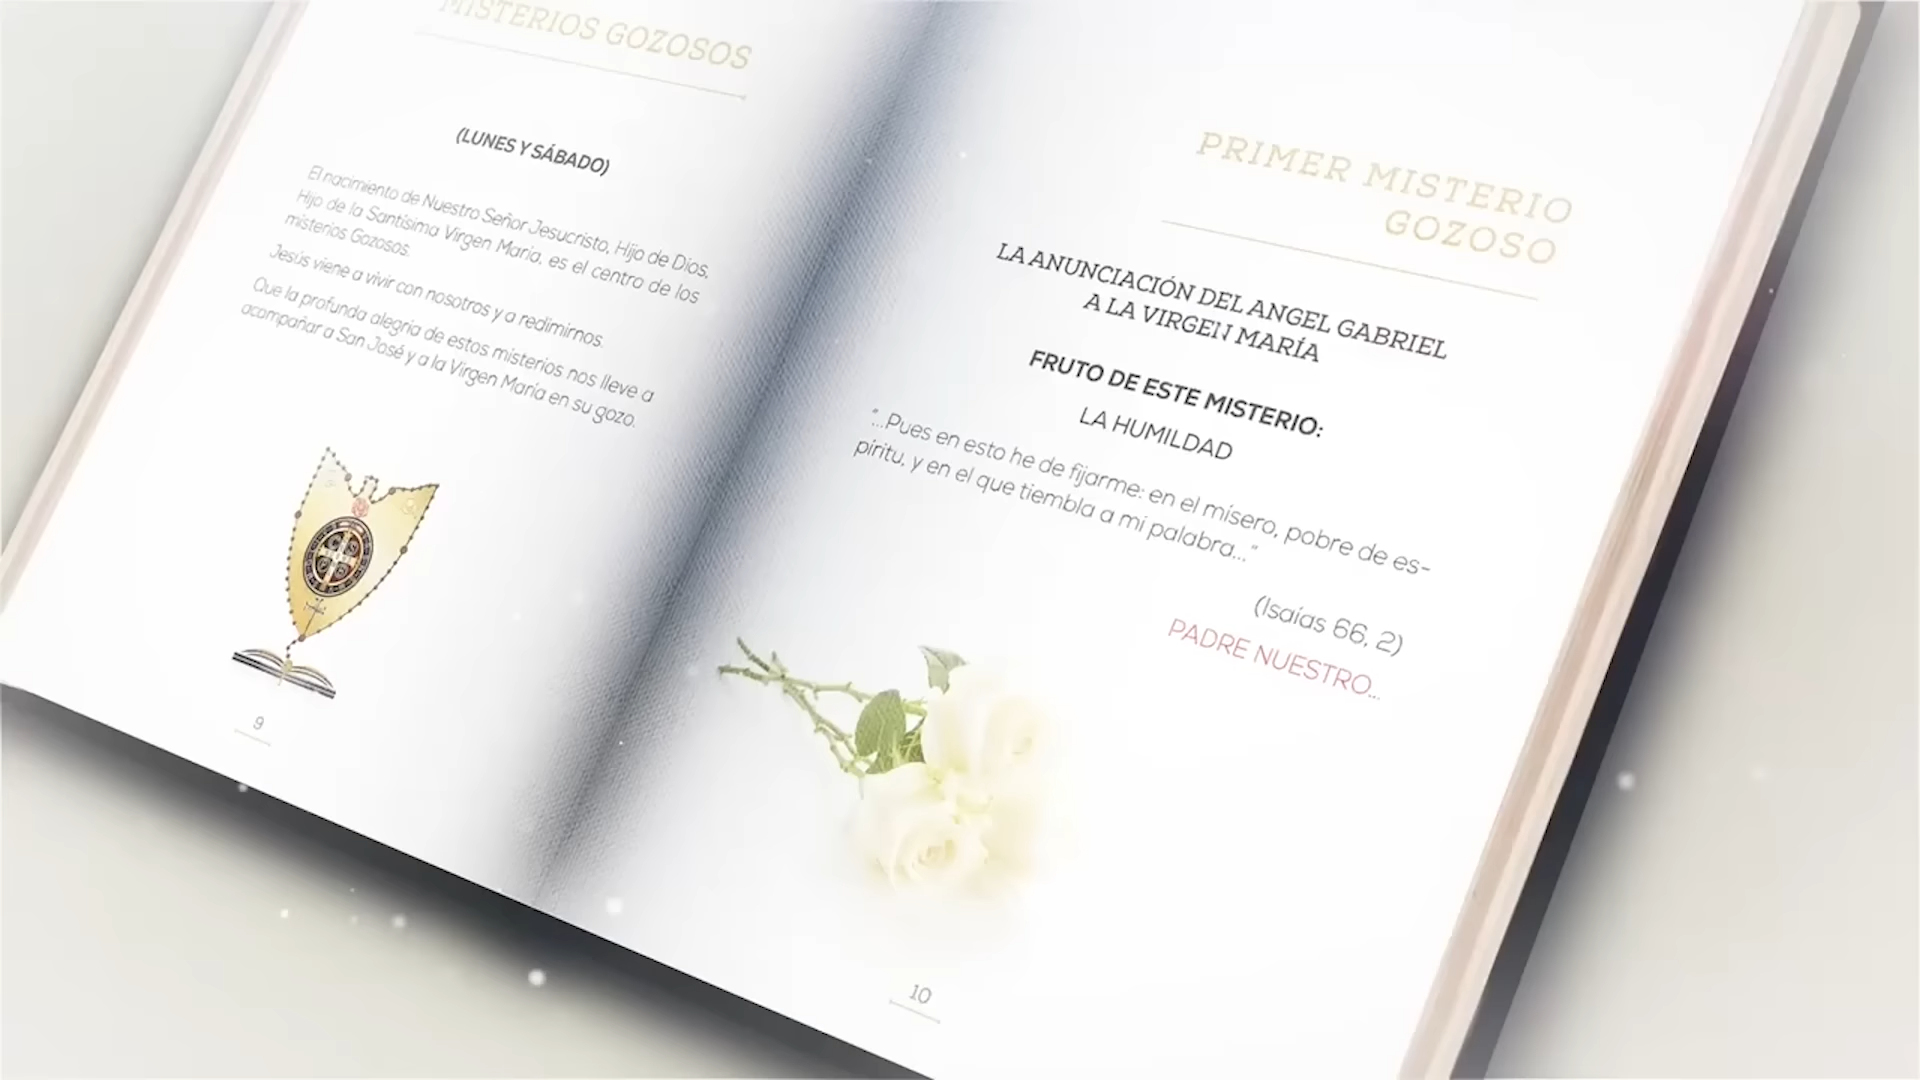 MISTERIOS GOZOSOS
(LUNES Y SÁBADO)
El nacimiento de Nuestro Señor Jesucristo, Hijo de Dios,
Hijo de la Santísima Virgen María, es el centro de los
misterios Gozosos.
Jesús viene a vivir con nosotros y a redimirnos.
Que la profunda alegría de estos misterios nos lleve a
acompañar a San José y a la Virgen María en su gozo.
9
PRIMER MISTERIO
GOZOSO
LA ANUNCIACIÓN DEL ANGEL GABRIEL
A LA VIRGEN MARÍA
FRUTO DE ESTE MISTERIO:
LA HUMILDAD
"...Pues en esto he de fijarme: en el mísero, pobre de es-
píritu, y en el que tiembla a mi palabra..."
(Isaías 66, 2)
PADRE NUESTRO...
10